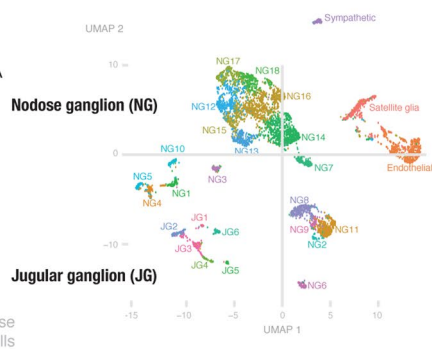 Sympathetic
UMAP 2
NG17
10
NG18
Nodose ganglion (NG)
NG12
NG16
Satellite glia
NG15
NG13
NG14
NG10
0
NG7
Endothelial
NG5
NG3
NG1
NG4
NG8
JG1
JG2
JG6
NG9
NG11
JG3
NG2
-10
JG4
JG5
Jugular ganglion (JG)
NG6
-15
-10
-5
0
5
10
UMAP 1